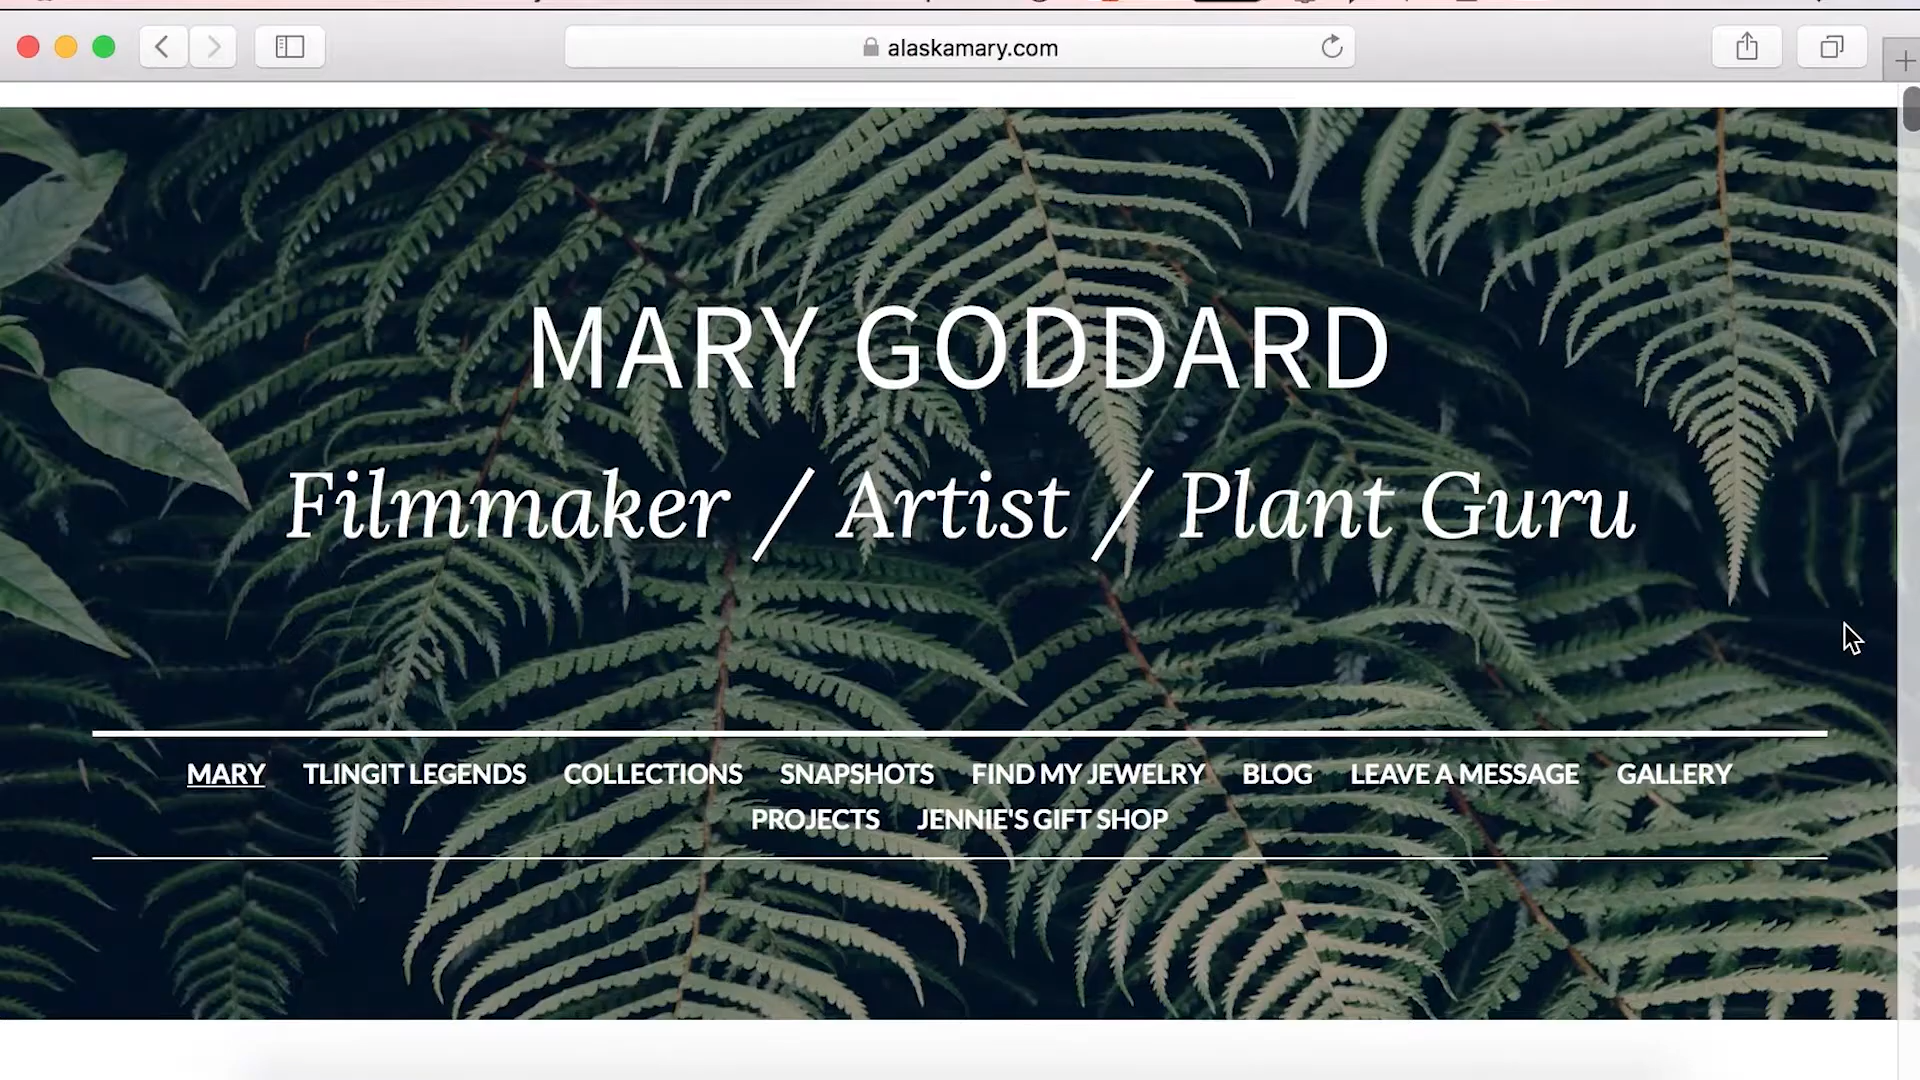 alaskamary.com
MARY GODDARD
Filmmaker / Artist / Plant Guru
MARY TLINGIT LEGENDS COLLECTIONS SNAPSHOTS FIND MY JEWELRY BLOG LEAVE A MESSAGE GALLERY
PROJECTS JENNIE'S GIFT SHOP